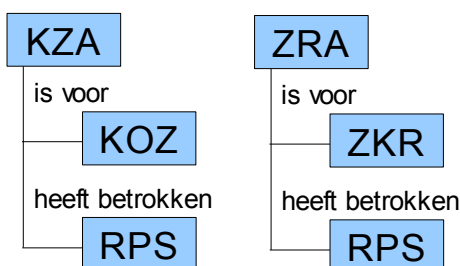 KZA
is voor
KOZ
heeft betrokken
RPS
ZRA
is voor
ZKR
heeft betrokken
RPS